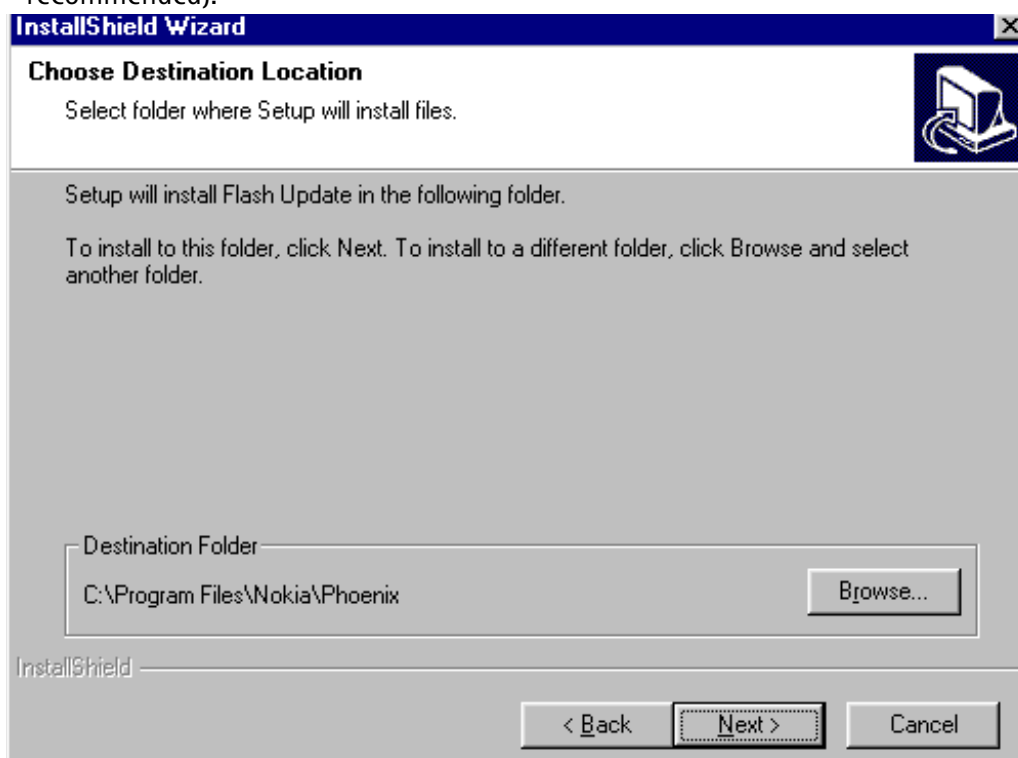 recommended).
InstallShield Wizard
Choose Destination Location
Select folder where Setup will install files.
Setup will install Flash Update in the following folder.
To install to this folder, click Next. To install to a different folder, click Browse and select
another folder.
Destination Folder
C:\Program Files\Nokia\Phoenix
Browse...
InstallShield
< Back
Next >
Cancel